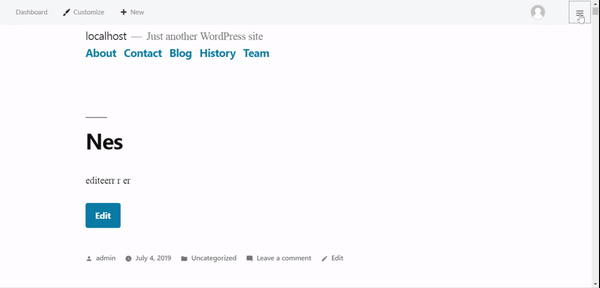 Dashboard Customize New
localhost — Just another WordPress site
About Contact Blog History Team
Nes
editeerr r er
Edit
admin July 4, 2019 Uncategorized Leave a comment Edit